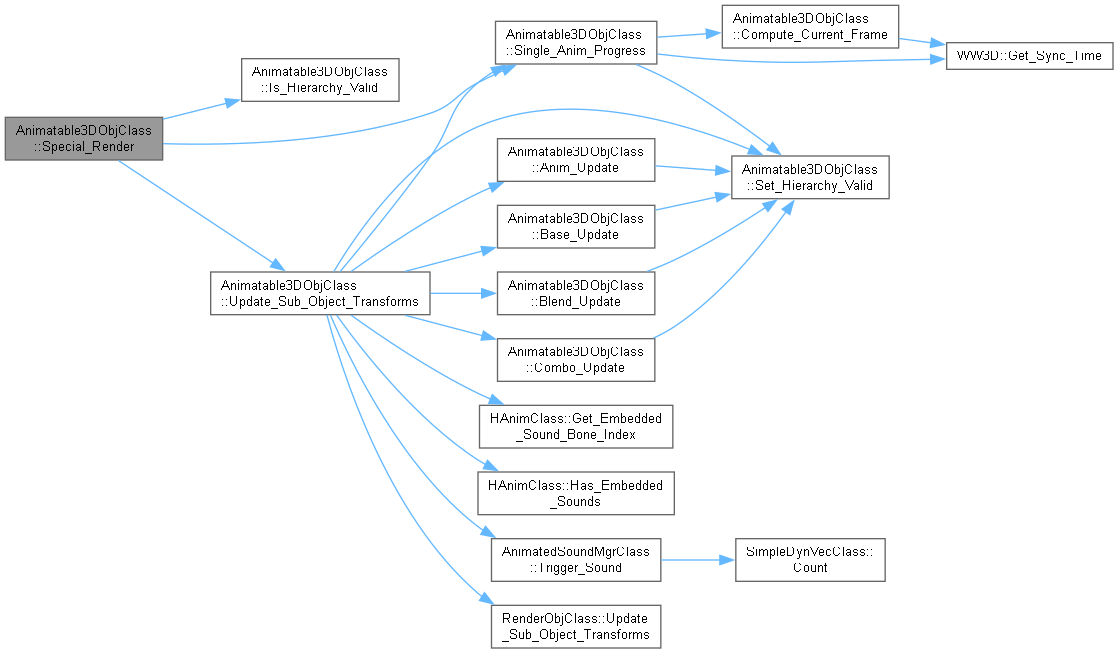 Animatable3DObjClass
::Special_Render
Animatable3DObjClass
::Is_Hierarchy_Valid
Animatable3DObjClass
::Update_Sub_Object_Transforms
Animatable3DObjClass
::Single_Anim_Progress
Animatable3DObjClass
::Anim_Update
Animatable3DObjClass
::Base_Update
Animatable3DObjClass
::Blend_Update
Animatable3DObjClass
::Combo_Update
HAnimClass::Get_Embedded
_Sound_Bone_Index
HAnimClass::Has_Embedded
_Sounds
AnimatedSoundMgrClass
::Trigger_Sound
RenderObjClass::Update
_Sub_Object_Transforms
Animatable3DObjClass
::Compute_Current_Frame
Animatable3DObjClass
::Set_Hierarchy_Valid
SimpleDynVecClass::
Count
WW3D::Get_Sync_Time